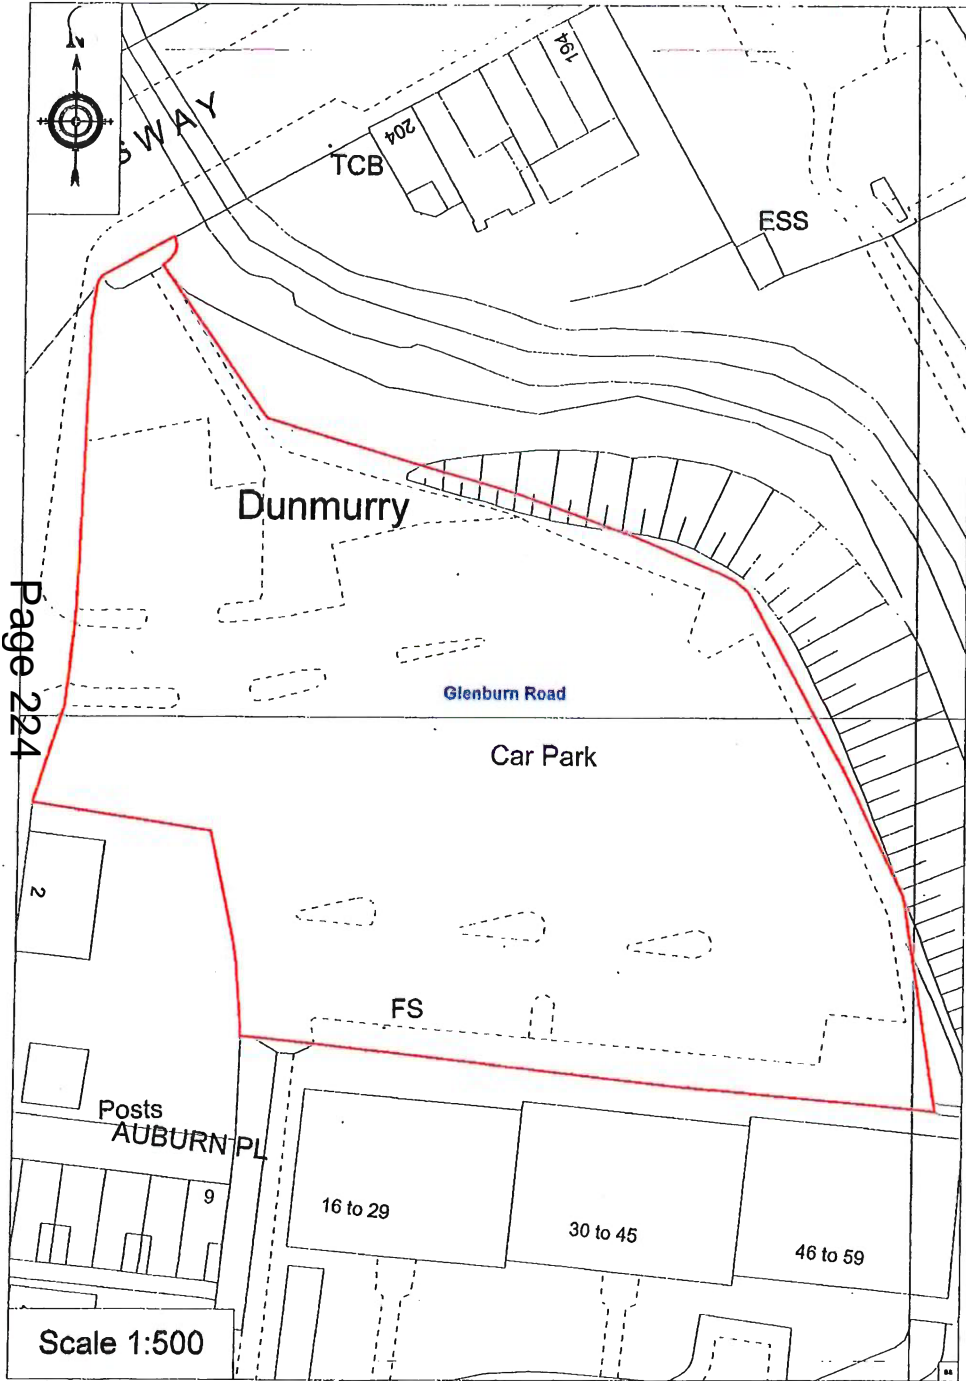 N
194
SWAY
204
TCB
ESS
Dunmurry
Page 224
Glenburn Road
Car Park
2
FS
Posts
AUBURN PL
9
16 to 29
30 to 45
46 to 59
Scale 1:500